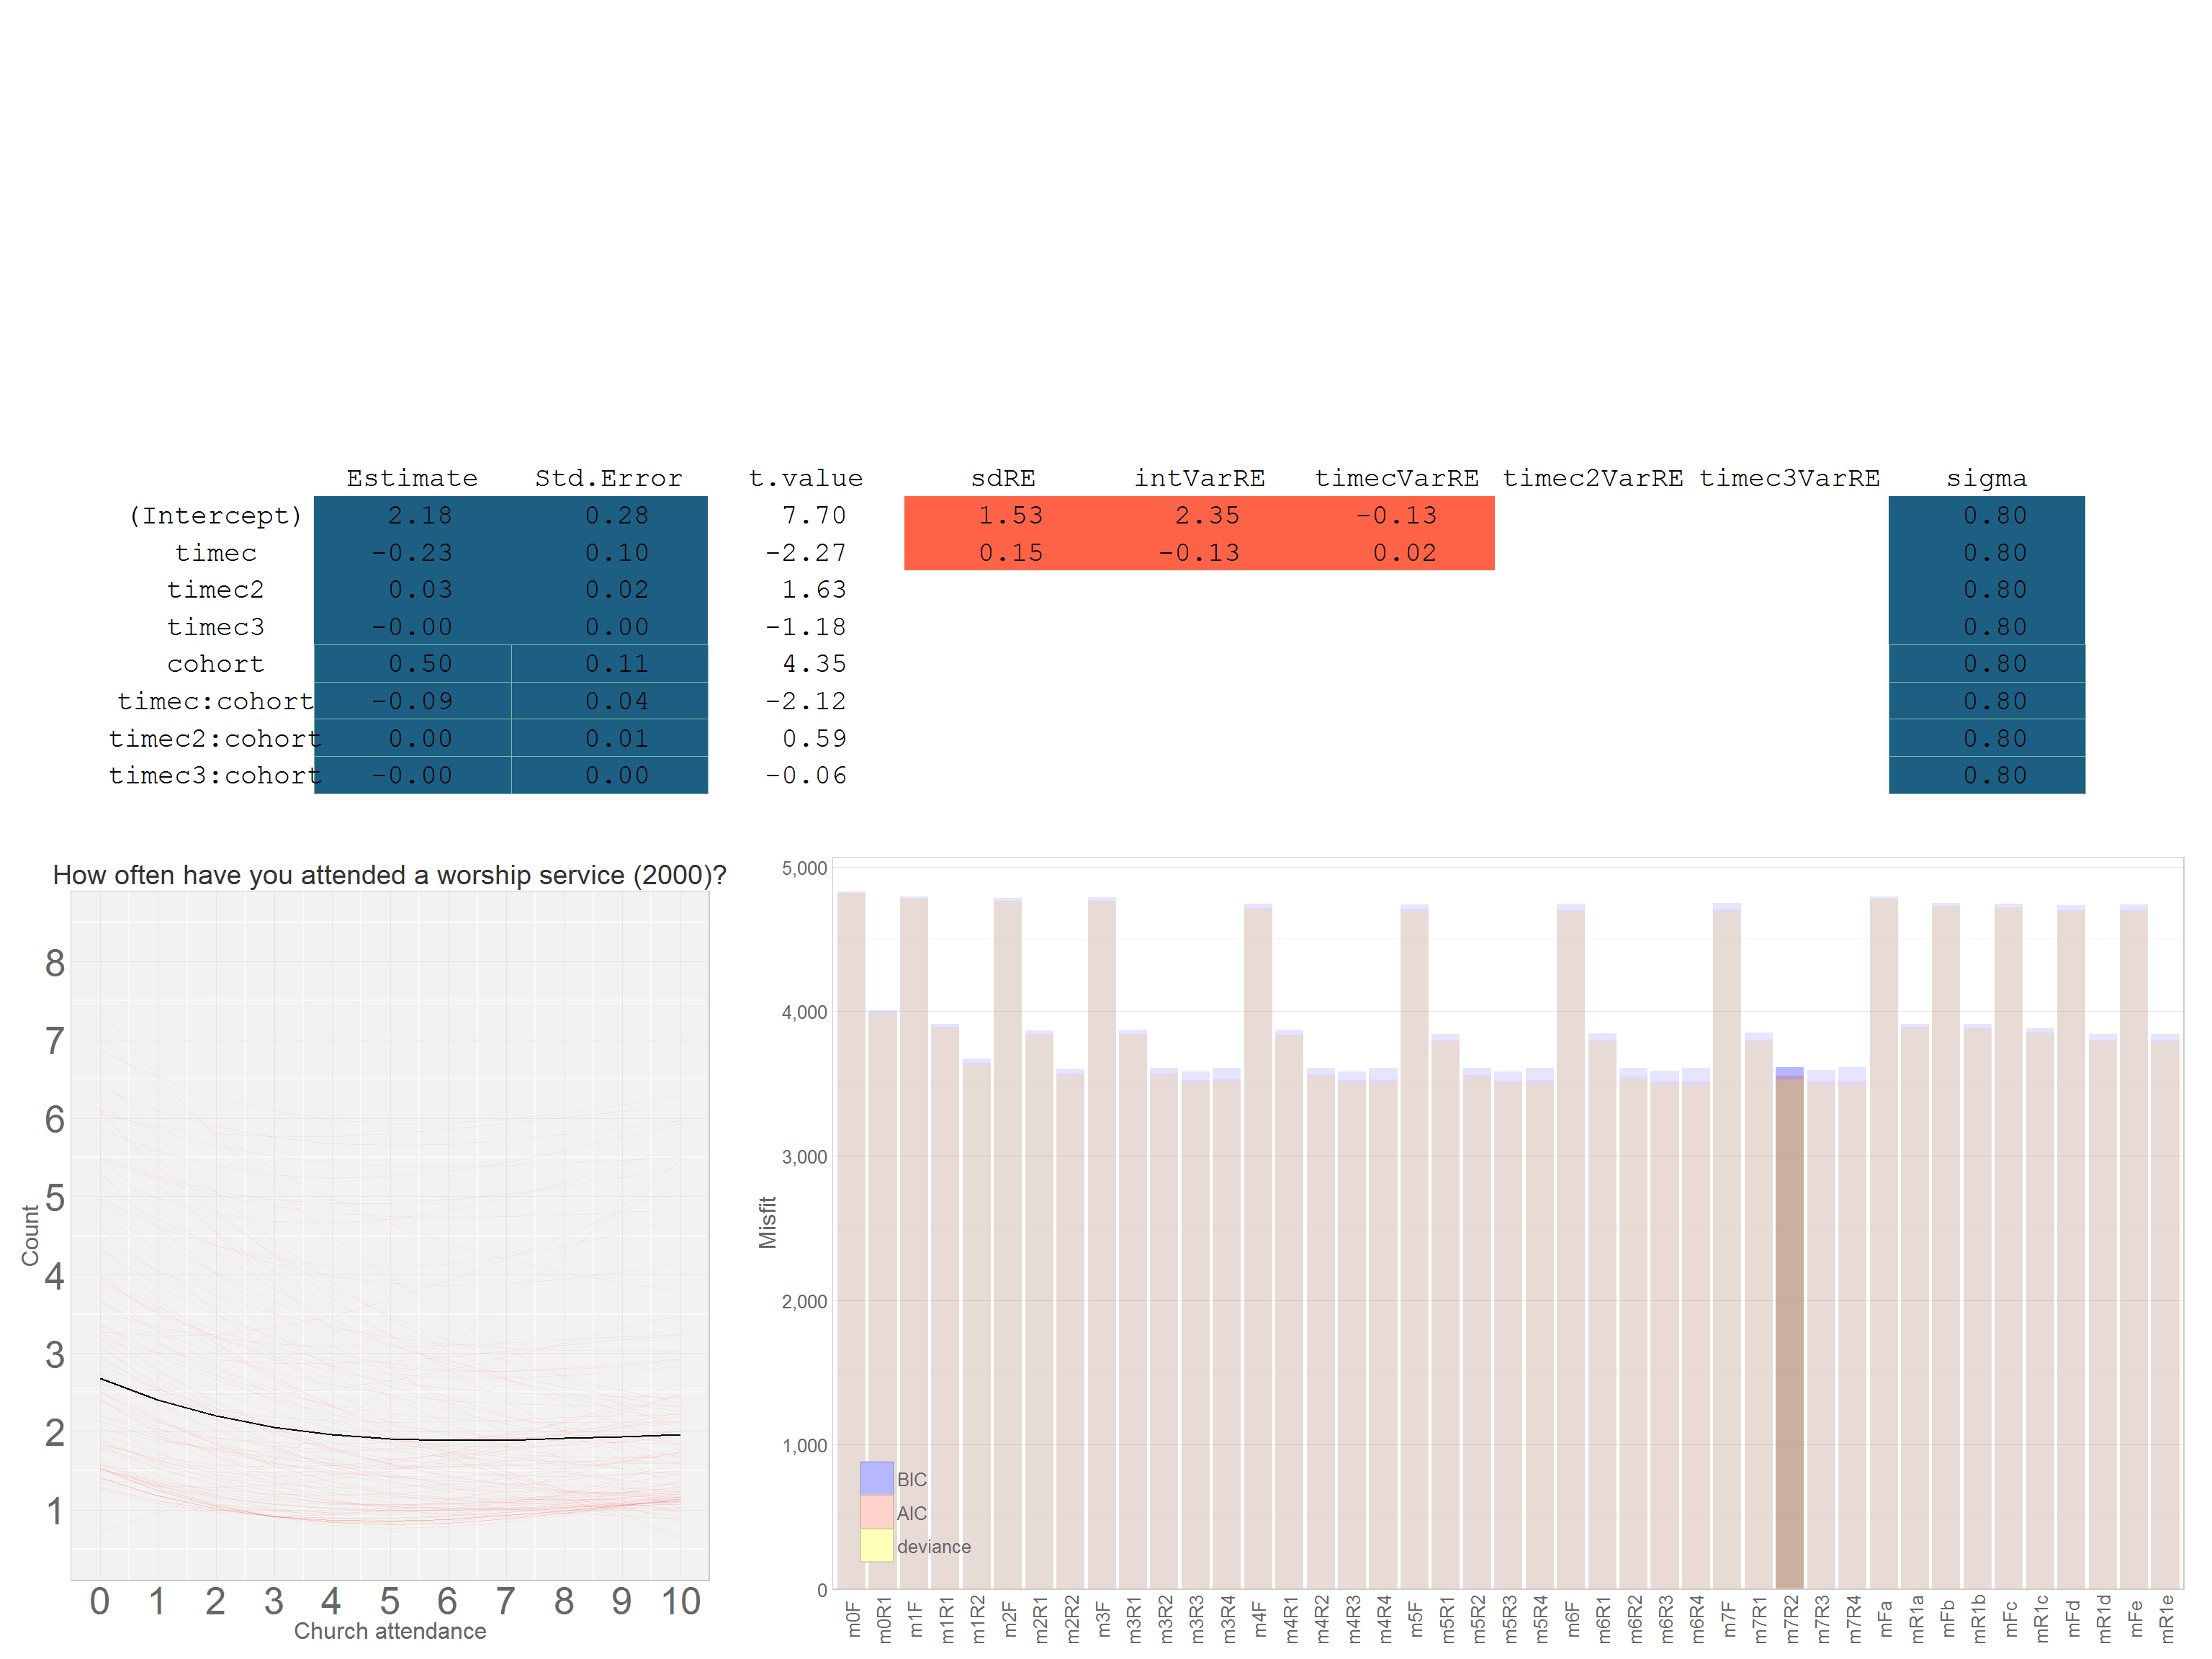 Estimate Std.Error t.value sdRE intVarRE timecVarRE timec2VarRE timec3VarRE sigma
(Intercept) 2.18 0.28 7.70 1.53 2.35 -0.13 0.80
timec -0.23 0.10 -2.27 0.15 -0.13 0.02 0.80
timec2 0.03 0.02 1.63 0.80
timec3 -0.00 0.00 -1.18 0.80
cohort 0.50 0.11 4.35 0.80
timec:cohort -0.09 0.04 -2.12 0.80
timec2:cohort 0.00 0.01 0.59 0.80
timec3:cohort -0.00 0.00 -0.06 0.80
How often have you attended a worship service (2000)?
Count
8
7
6
5
4
3
2
1
0 1 2 3 4 5 6 7 8 9 10
Church attendance
Misfit
5,000
4,000
3,000
2,000
1,000
0
BIC
AIC
deviance
m0F m0R1 m1F m1R1 m1R2 m2F m2R1 m2R2 m3F m3R1 m3R2 m3R3 m3R4 m4F m4R1 m4R2 m4R3 m4R4 m5F m5R1 m5R2 m5R3 m5R4 m6F m6R1 m6R2 m6R3 m6R4 m7F m7R1 m7R2 m7R3 m7R4 mFa mR1a mFb mR1b mFc mR1c mFd mR1d mFe mR1e